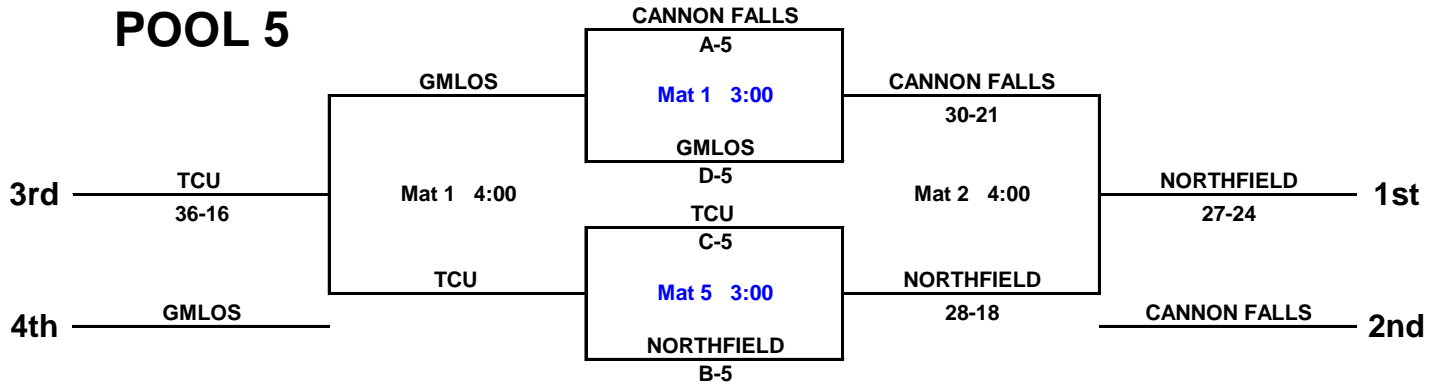 POOL 5
CANNON FALLS
A-5
GMLOS
Mat 1 3:00
CANNON FALLS
30-21
GMLOS
D-5
3rd
TCU
36-16
Mat 1 4:00
Mat 2 4:00
NORTHFIELD
27-24
1st
TCU
C-5
TCU
Mat 5 3:00
NORTHFIELD
28-18
4th
GMLOS
CANNON FALLS
2nd
NORTHFIELD
B-5